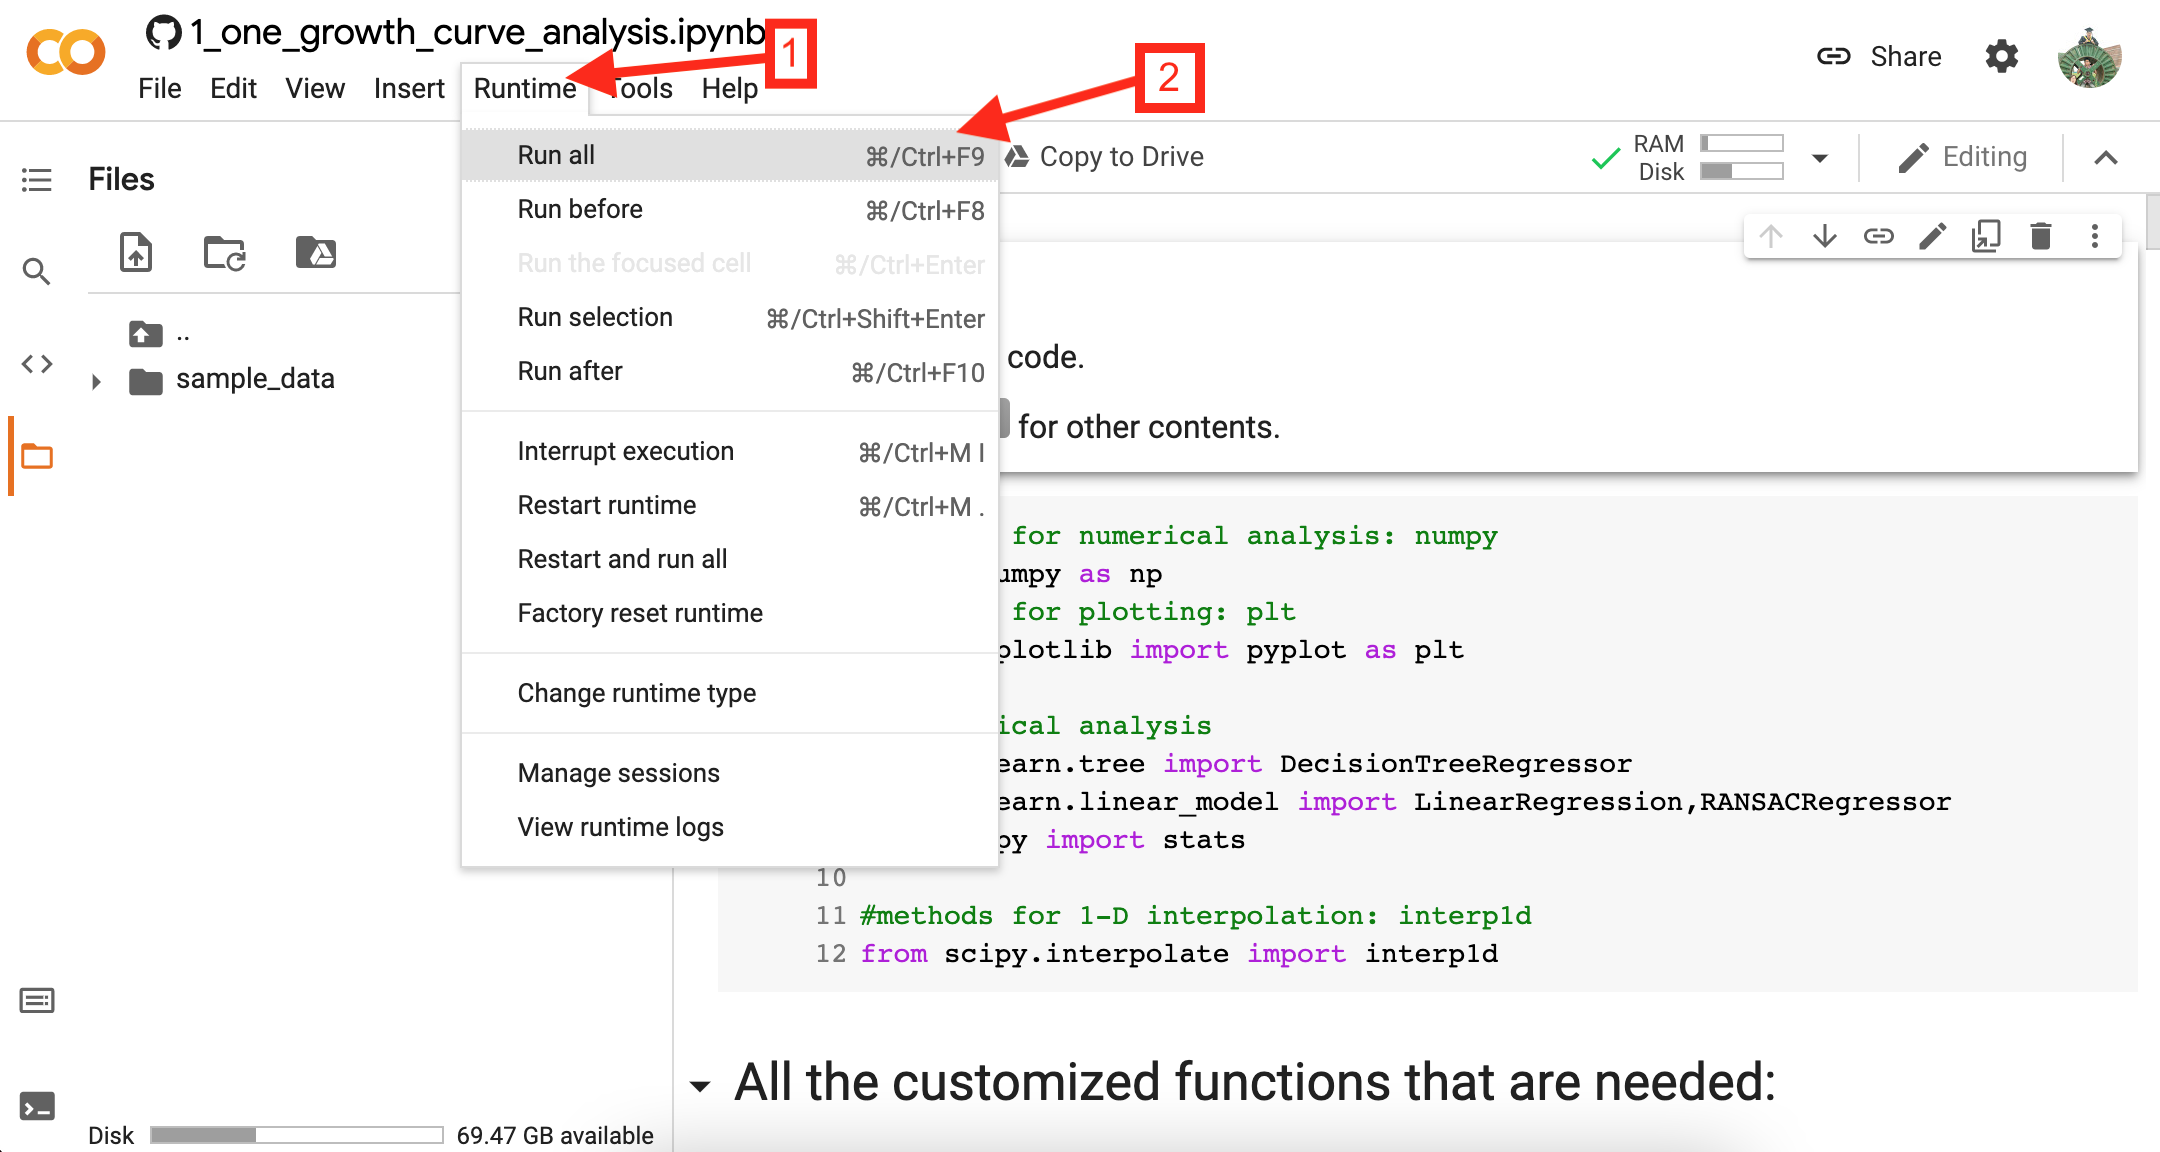 1_one_growth_curve_analysis.ipynb
1
2
Share
File Edit View Insert Runtime Tools Help
Run all ⌘/Ctrl+F9
Copy to Drive
RAM
Disk
Editing
Files
Run before ⌘/Ctrl+F8
Run the focused cell ⌘/Ctrl+Enter
Run selection ⌘/Ctrl+Shift+Enter
Run after ⌘/Ctrl+F10
Interrupt execution ⌘/Ctrl+M I
Restart runtime ⌘/Ctrl+M .
Restart and run all
Factory reset runtime
Change runtime type
Manage sessions
View runtime logs
..
sample_data
code.
for other contents.
for numerical analysis: numpy
umpy as np
for plotting: plt
plotlib import pyplot as plt
ical analysis
earn.tree import DecisionTreeRegressor
earn.linear_model import LinearRegression,RANSACRegressor
py import stats
10
11 #methods for 1-D interpolation: interp1d
12 from scipy.interpolate import interp1d
All the customized functions that are needed:
Disk 69.47 GB available